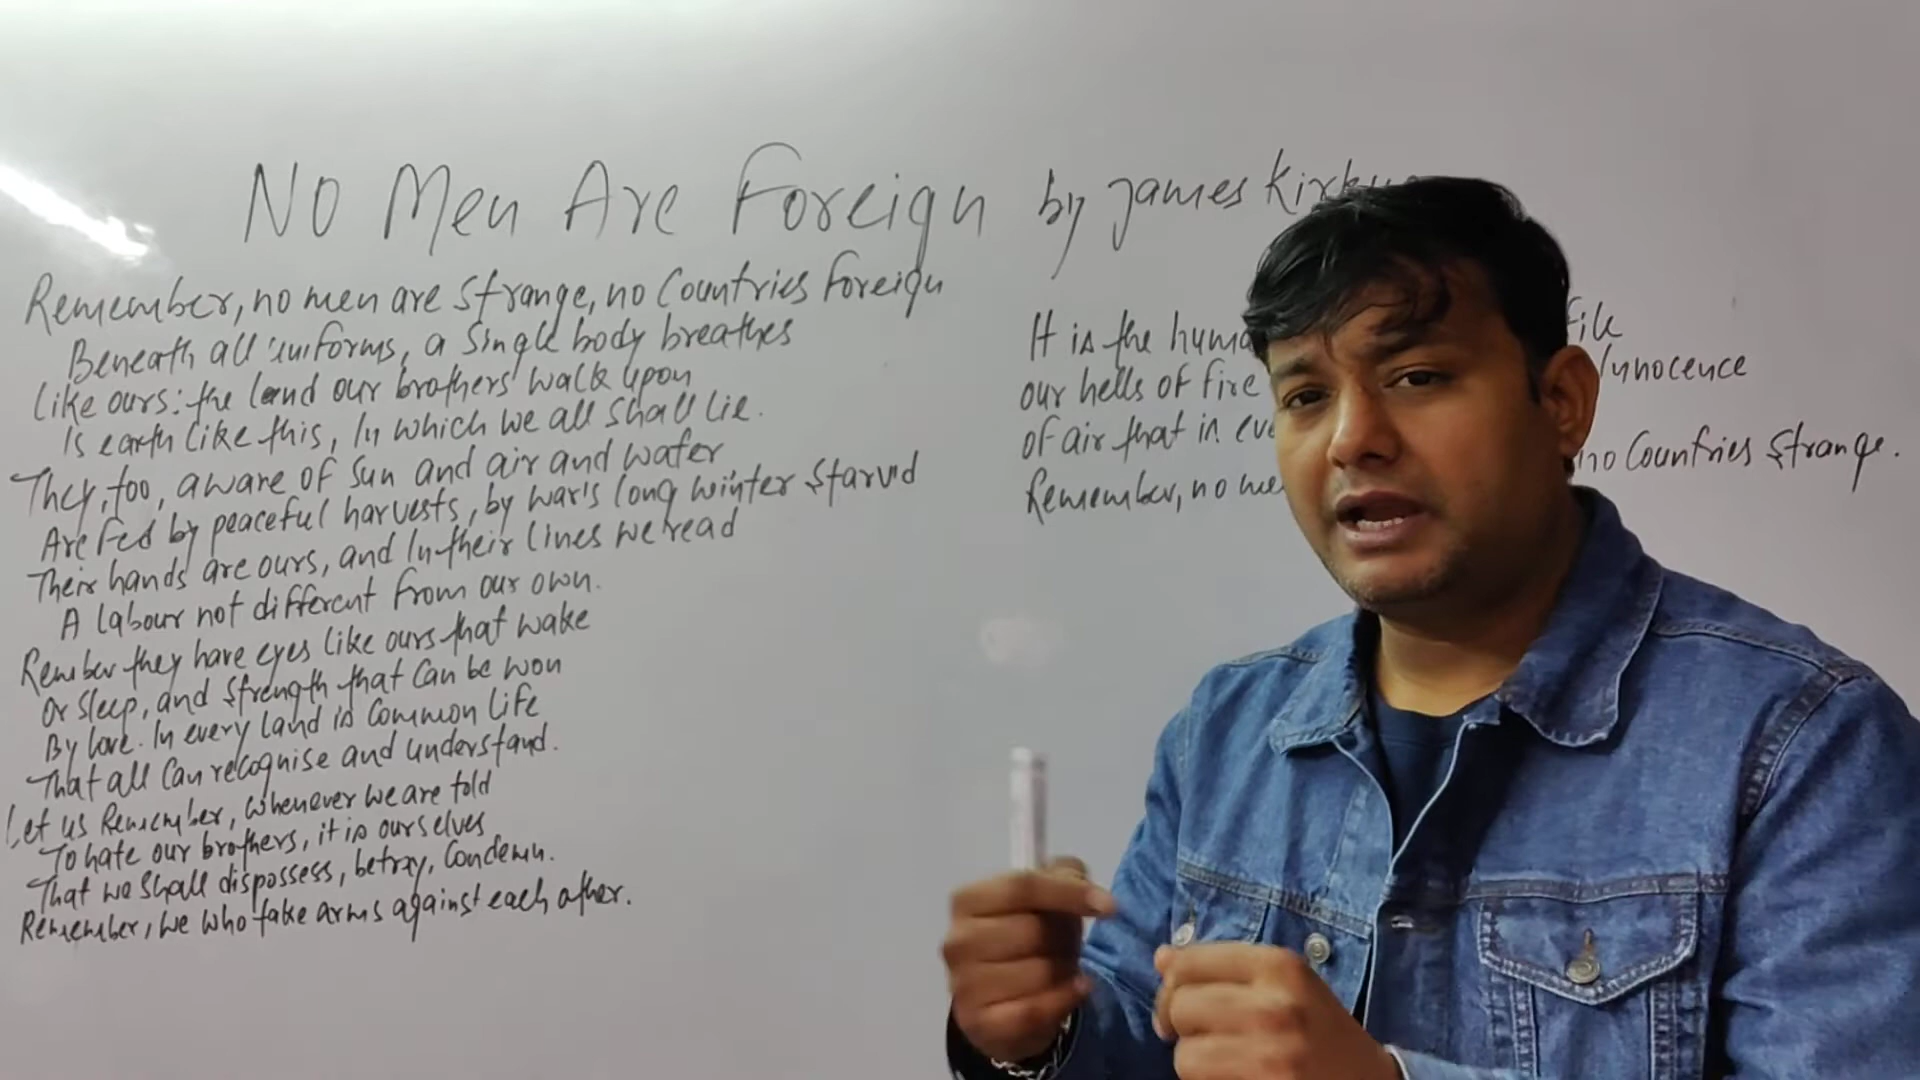 No Men Are Foreign by James
Remember, no men are strange, no Countries foreign
Beneath all uniforms, a single body breathes
Like ours: the land our brothers' walk upon
Is earth like this, In which we all shall lie.
They, too, aware of sun and air and water
Are fed by peaceful harvests, by war's long winter starv'd
Their hands are ours, and In their lines we read
A labour not different from our own.
Rember they have eyes like ours that wake
Or sleep, and strength that can be won
By love. In every land is common life
That all can recognise and understand.
Let us Remember, whenever we are told
To hate our brothers, it is ourselves
That we shall dispossess, betray, Condemn.
Remember, we who take arms against each other.
It is the
our hells of fire Innocence
of air that in
Remember, no no Countries strange.